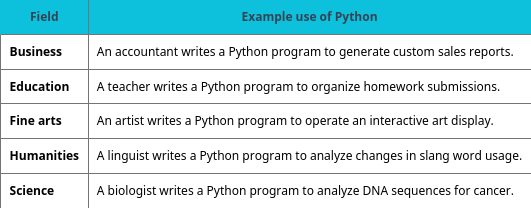 Field Example use of Python
Business An accountant writes a Python program to generate custom sales reports.
Education A teacher writes a Python program to organize homework submissions.
Fine arts An artist writes a Python program to operate an interactive art display.
Humanities A linguist writes a Python program to analyze changes in slang word usage.
Science A biologist writes a Python program to analyze DNA sequences for cancer.